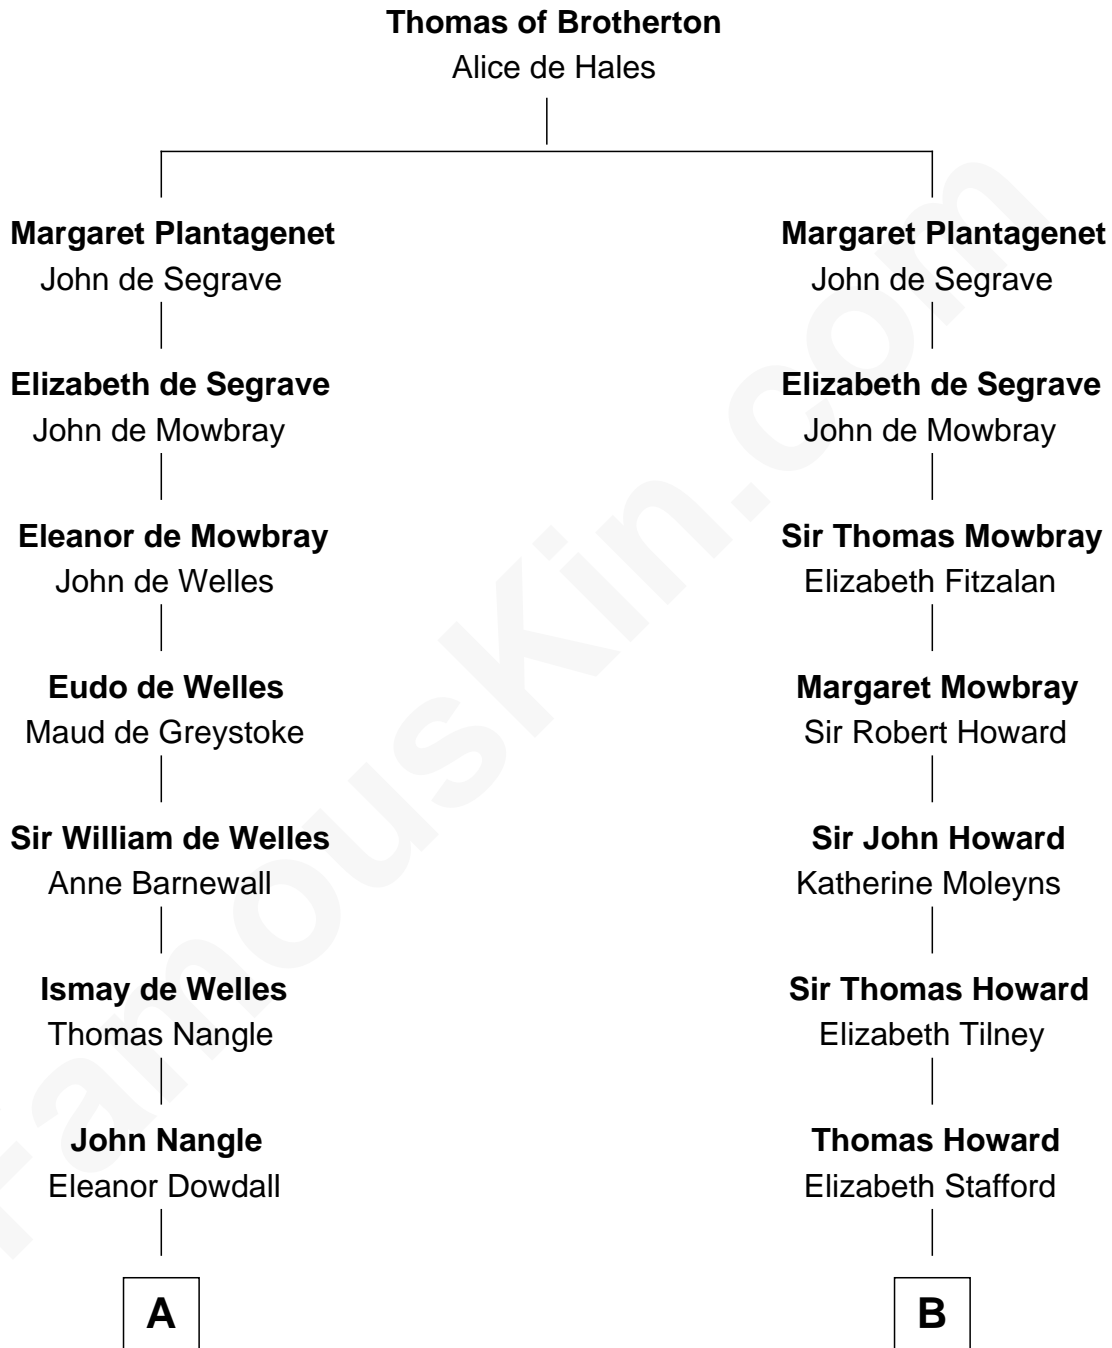 Thomas of Brotherton
Alice de Hales
Margaret Plantagenet
John de Segrave
Margaret Plantagenet
John de Segrave
Elizabeth de Segrave
John de Mowbray
Elizabeth de Segrave
John de Mowbray
Eleanor de Mowbray
John de Welles
Sir Thomas Mowbray
Elizabeth Fitzalan
Eudo de Welles
Maud de Greystoke
Margaret Mowbray
Sir Robert Howard
Sir William de Welles
Anne Barnewall
Sir John Howard
Katherine Moleyns
Ismay de Welles
Thomas Nangle
Sir Thomas Howard
Elizabeth Tilney
John Nangle
Eleanor Dowdall
Thomas Howard
Elizabeth Stafford
A
B
FamousKin.com